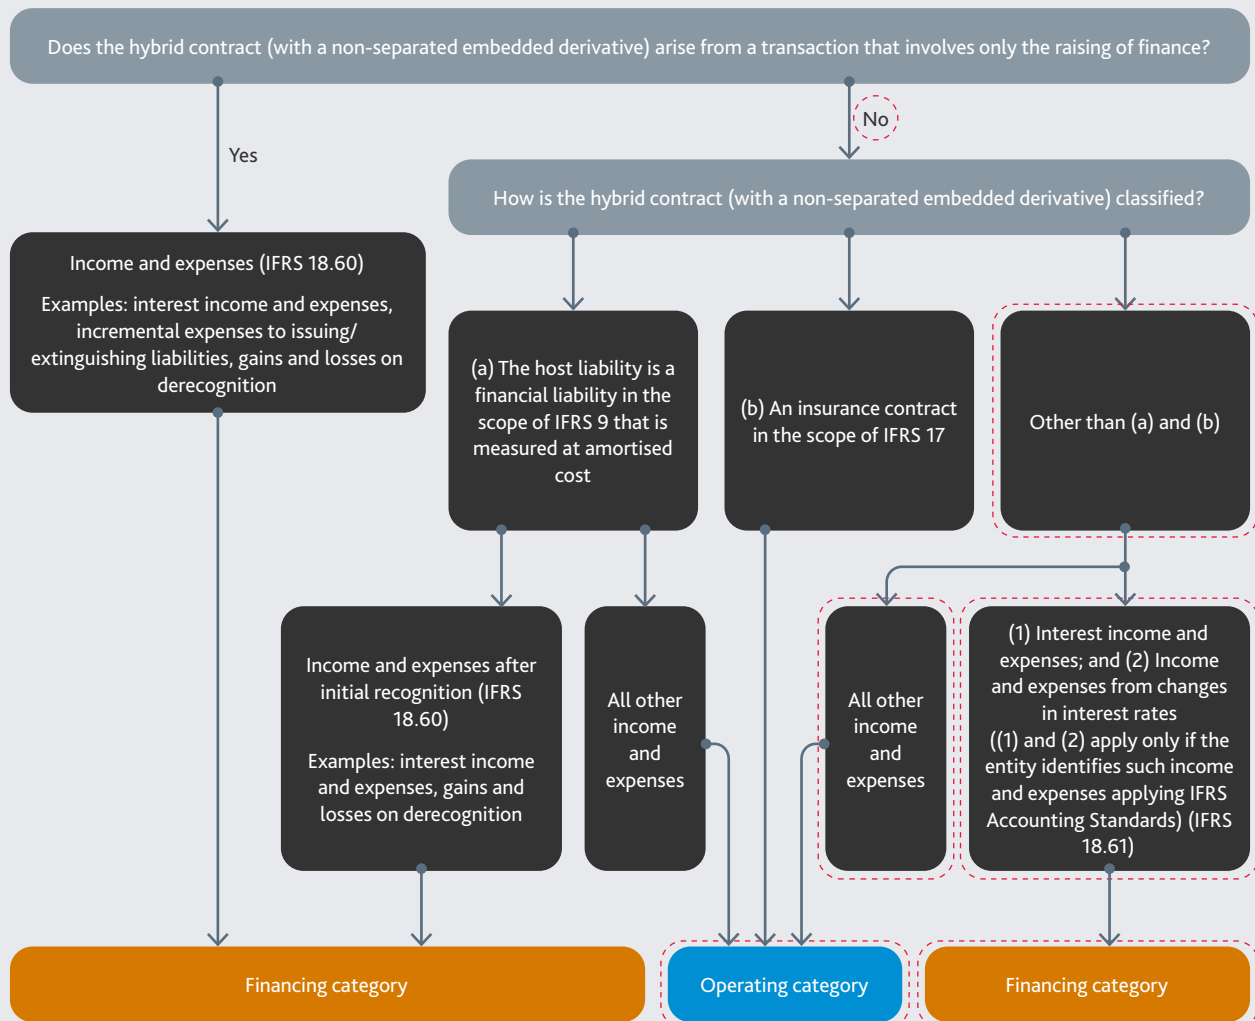 Does the hybrid contract (with a non-separated embedded derivative) arise from a transaction that involves only the raising of finance?
No
Yes
How is the hybrid contract (with a non-separated embedded derivative) classified?
Income and expenses (IFRS 18.60)
Examples: interest income and expenses,
incremental expenses to issuing/
extinguishing liabilities, gains and losses on
derecognition
(a) The host liability is a
financial liability in the
scope of IFRS 9 that is
measured at amortised
cost
(b) An insurance contract
in the scope of IFRS 17
Other than (a) and (b)
Income and expenses after
initial recognition (IFRS
18.60)
Examples: interest income
and expenses, gains and
losses on derecognition
All other
income
and
expenses
All other
income
and
expenses
(1) Interest income and
expenses; and (2) Income
and expenses from changes
in interest rates
((1) and (2) apply only if the
entity identifies such income
and expenses applying IFRS
Accounting Standards) (IFRS
18.61)
Financing category
Operating category
Financing category